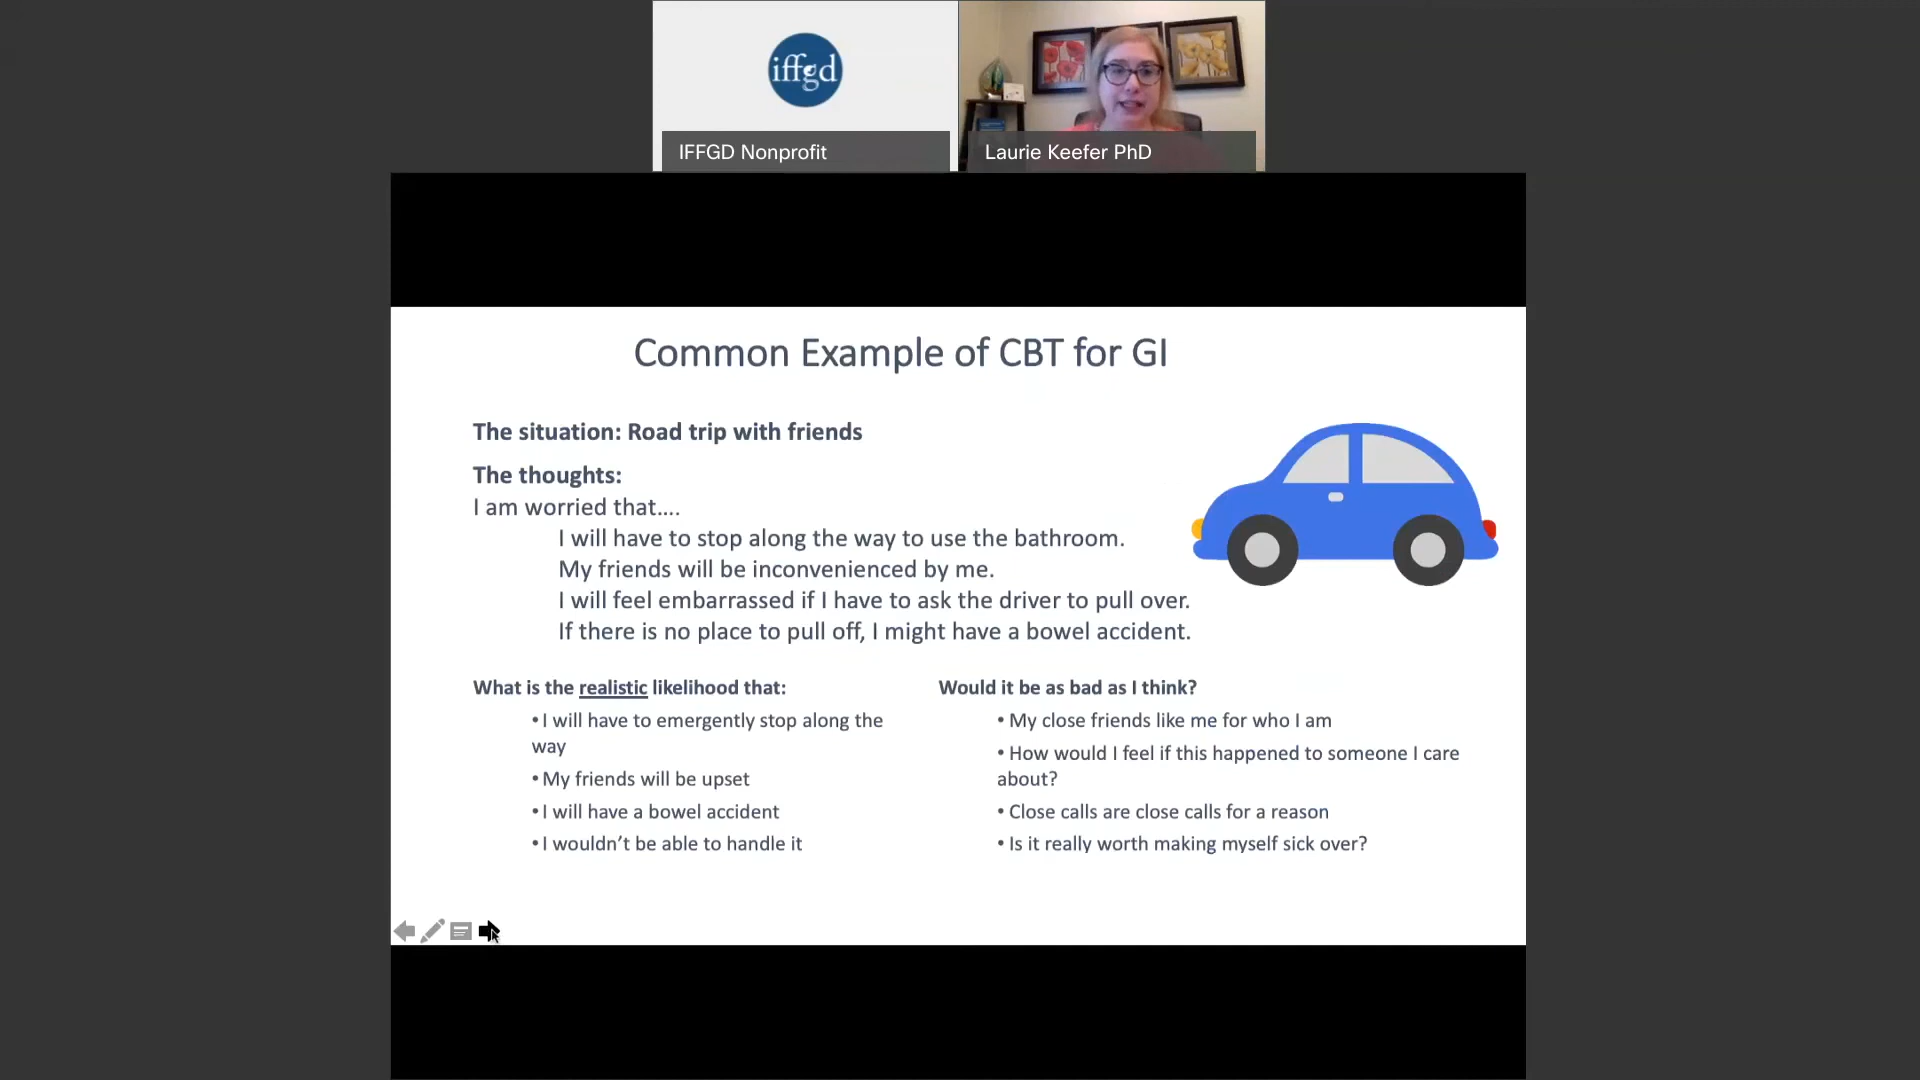 iffgd
IFFGD Nonprofit
Laurie Keefer PhD
Common Example of CBT for GI
The situation: Road trip with friends
The thoughts:
I am worried that....
I will have to stop along the way to use the bathroom.
My friends will be inconvenienced by me.
I will feel embarrassed if I have to ask the driver to pull over.
If there is no place to pull off, I might have a bowel accident.
What is the realistic likelihood that:
• I will have to emergently stop along the
way
• My friends will be upset
• I will have a bowel accident
• I wouldn’t be able to handle it
Would it be as bad as I think?
• My close friends like me for who I am
• How would I feel if this happened to someone I care
about?
• Close calls are close calls for a reason
• Is it really worth making myself sick over?